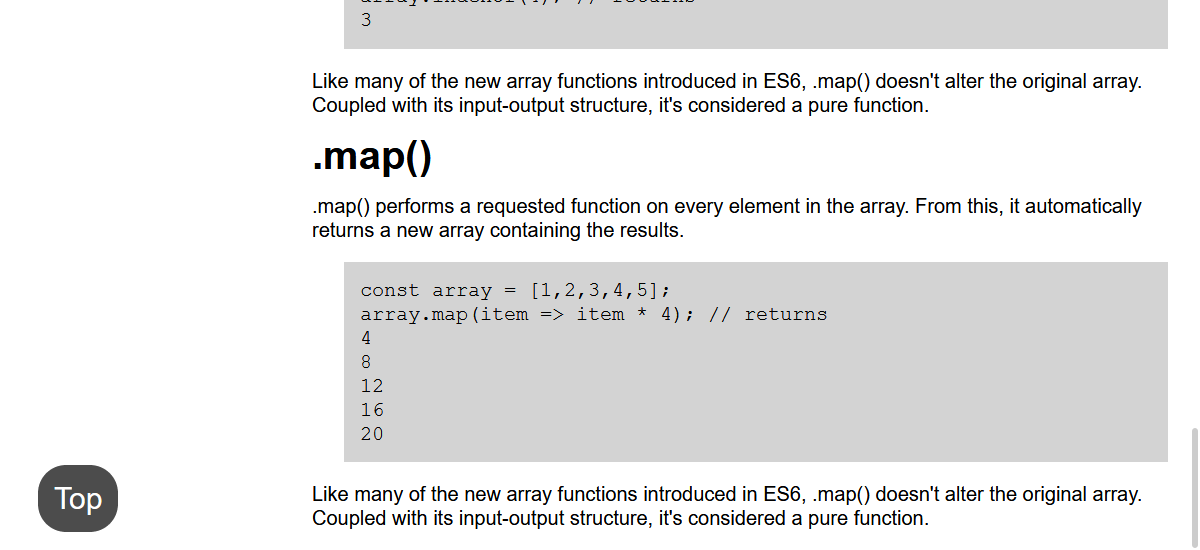 3
Like many of the new array functions introduced in ES6, .map() doesn't alter the original array.
Coupled with its input-output structure, it's considered a pure function.
.map()
.map() performs a requested function on every element in the array. From this, it automatically
returns a new array containing the results.
const array = [1,2,3,4,5];
array.map(item => item * 4); // returns
4
8
12
16
20
Top
Like many of the new array functions introduced in ES6, .map() doesn't alter the original array.
Coupled with its input-output structure, it's considered a pure function.